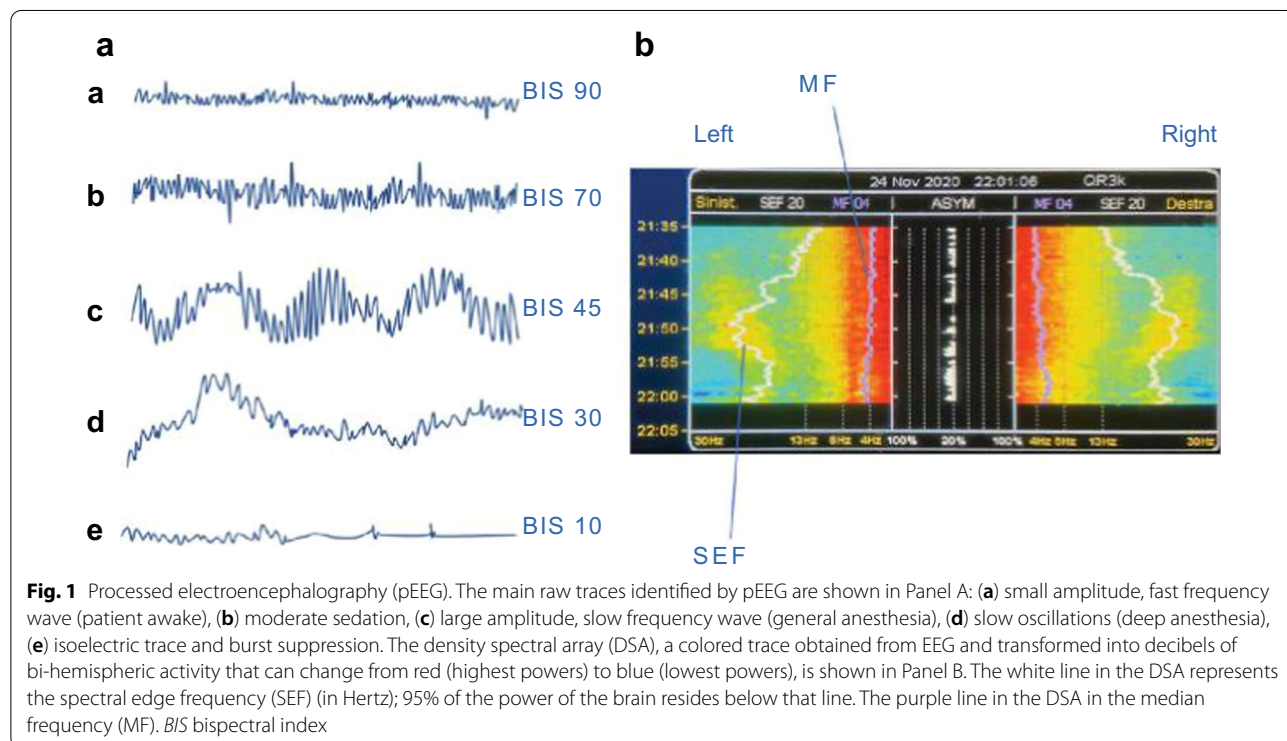 a
a BIS 90
b BIS 70
c BIS 45
d BIS 30
e BIS 10
b
MF
Left Right
24 Nov 2020 22:01:06 QR3k
Sinist. SEF 20 MF 04 ASYM MF 04 SEF 20 Destra
21:35
21:40
21:45
21:50
21:55
22:00
22:05
30Hz 13Hz 4Hz 100% 20% 100% 4Hz 13Hz 30Hz
SEF
Fig. 1 Processed electroencephalography (pEEG). The main raw traces identified by pEEG are shown in Panel A: (a) small amplitude, fast frequency
wave (patient awake), (b) moderate sedation, (c) large amplitude, slow frequency wave (general anesthesia), (d) slow oscillations (deep anesthesia),
(e) isoelectric trace and burst suppression. The density spectral array (DSA), a colored trace obtained from EEG and transformed into decibels of
bi-hemispheric activity that can change from red (highest powers) to blue (lowest powers), is shown in Panel B. The white line in the DSA represents
the spectral edge frequency (SEF) (in Hertz); 95% of the power of the brain resides below that line. The purple line in the DSA in the median
frequency (MF). BIS bispectral index